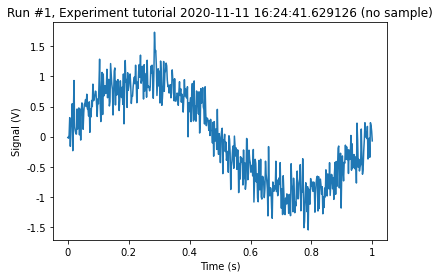 Run #1, Experiment tutorial 2020-11-11 16:24:41.629126 (no sample)
1.5
1
0.5
0
-0.5
-1
-1.5
Signal (V)
0 0.2 0.4 0.6 0.8 1
Time (s)